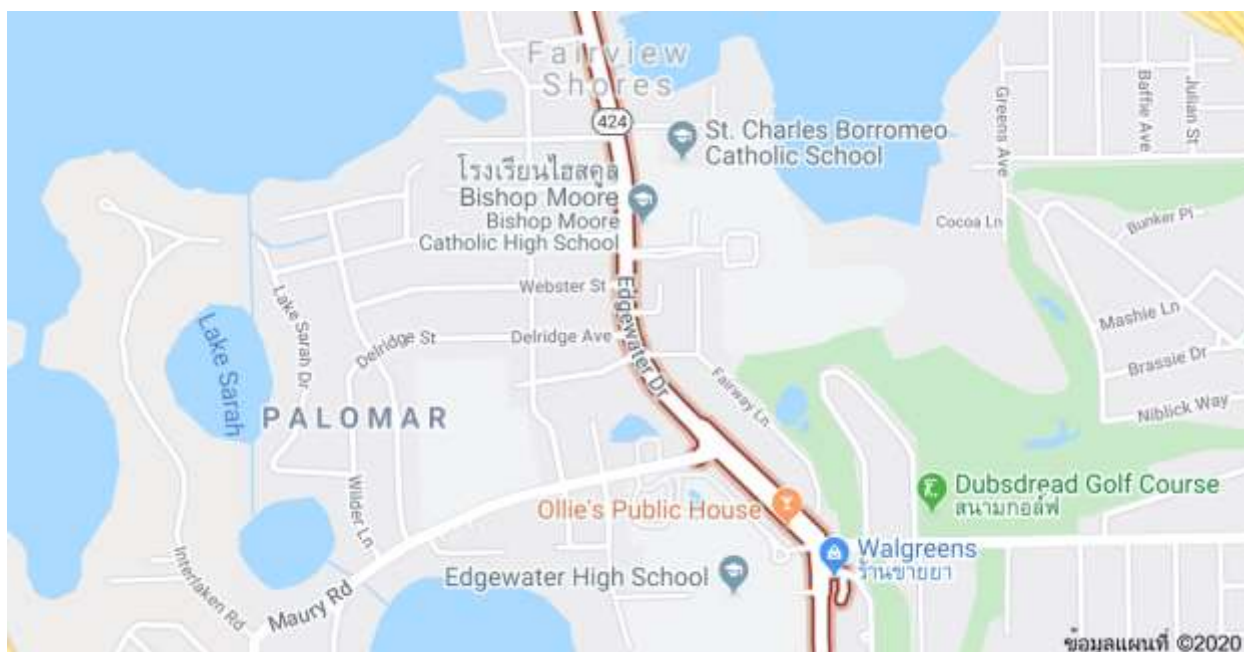 Fairview
Shores
424
St. Charles Borromeo
Catholic School
โรงเรียนไฮสคูล
Bishop Moore
Bishop Moore
Catholic High School
Greens Ave
Baffie Ave
Julian St
Cocoa Ln
Bunker Pl
Webster St
Edgewater Dr
Mashie Ln
Lake Sarah
Lake Sarah Dr
Delridge St
Delridge Ave
Brassie Dr
Fairway Ln
Niblick Way
PALOMAR
Wilder Ln
Dubsdread Golf Course
สนามกอล์ฟ
Ollie's Public House
Walgreens
ร้านขายยา
Edgewater High School
Interlaken Rd
Maury Rd
ข้อมูลแผนที่ ©2020